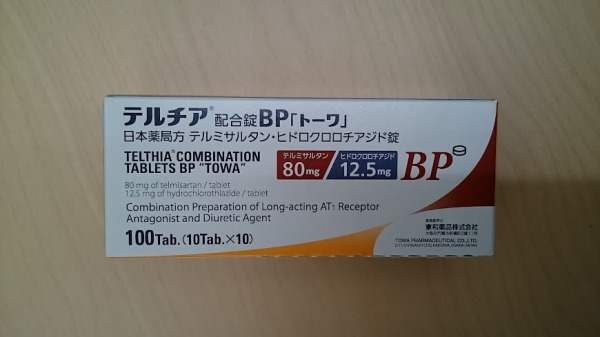 テルチア® 配合錠BP「トーワ」
日本薬局方 テルミサルタン・ヒドロクロロチアジド錠
TELTHIA® COMBINATION
TABLETS BP "TOWA"
テルミサルタン
80mg
ヒドロクロロチアジド
12.5mg
BP
80 mg of telmisartan / tablet
12.5 mg of hydrochlorothiazide / tablet
Combination Preparation of Long-acting AT1 Receptor
Antagonist and Diuretic Agent
100Tab.(10Tab.×10)
製造販売元
東和薬品株式会社
TOWA PHARMACEUTICAL CO.,LTD.